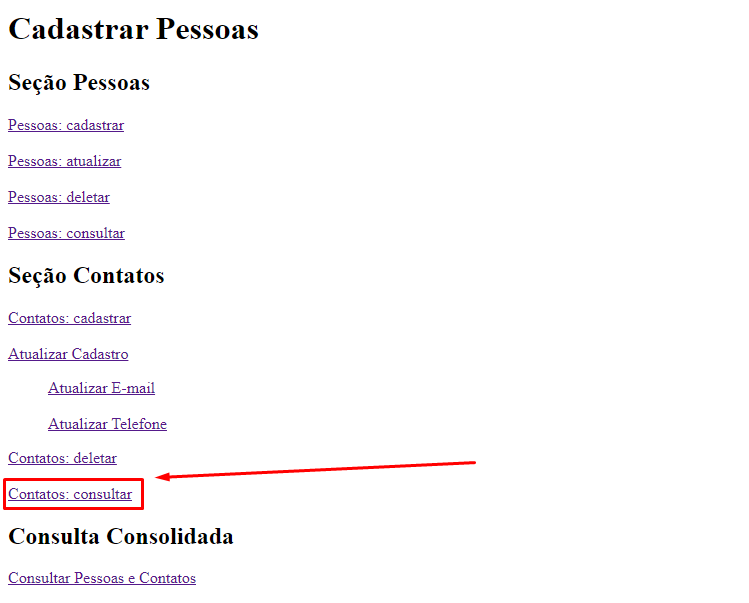 Cadastrar Pessoas
Seção Pessoas
Pessoas: cadastrar
Pessoas: atualizar
Pessoas: deletar
Pessoas: consultar
Seção Contatos
Contatos: cadastrar
Atualizar Cadastro
Atualizar E-mail
Atualizar Telefone
Contatos: deletar
Contatos: consultar
Consulta Consolidada
Consultar Pessoas e Contatos